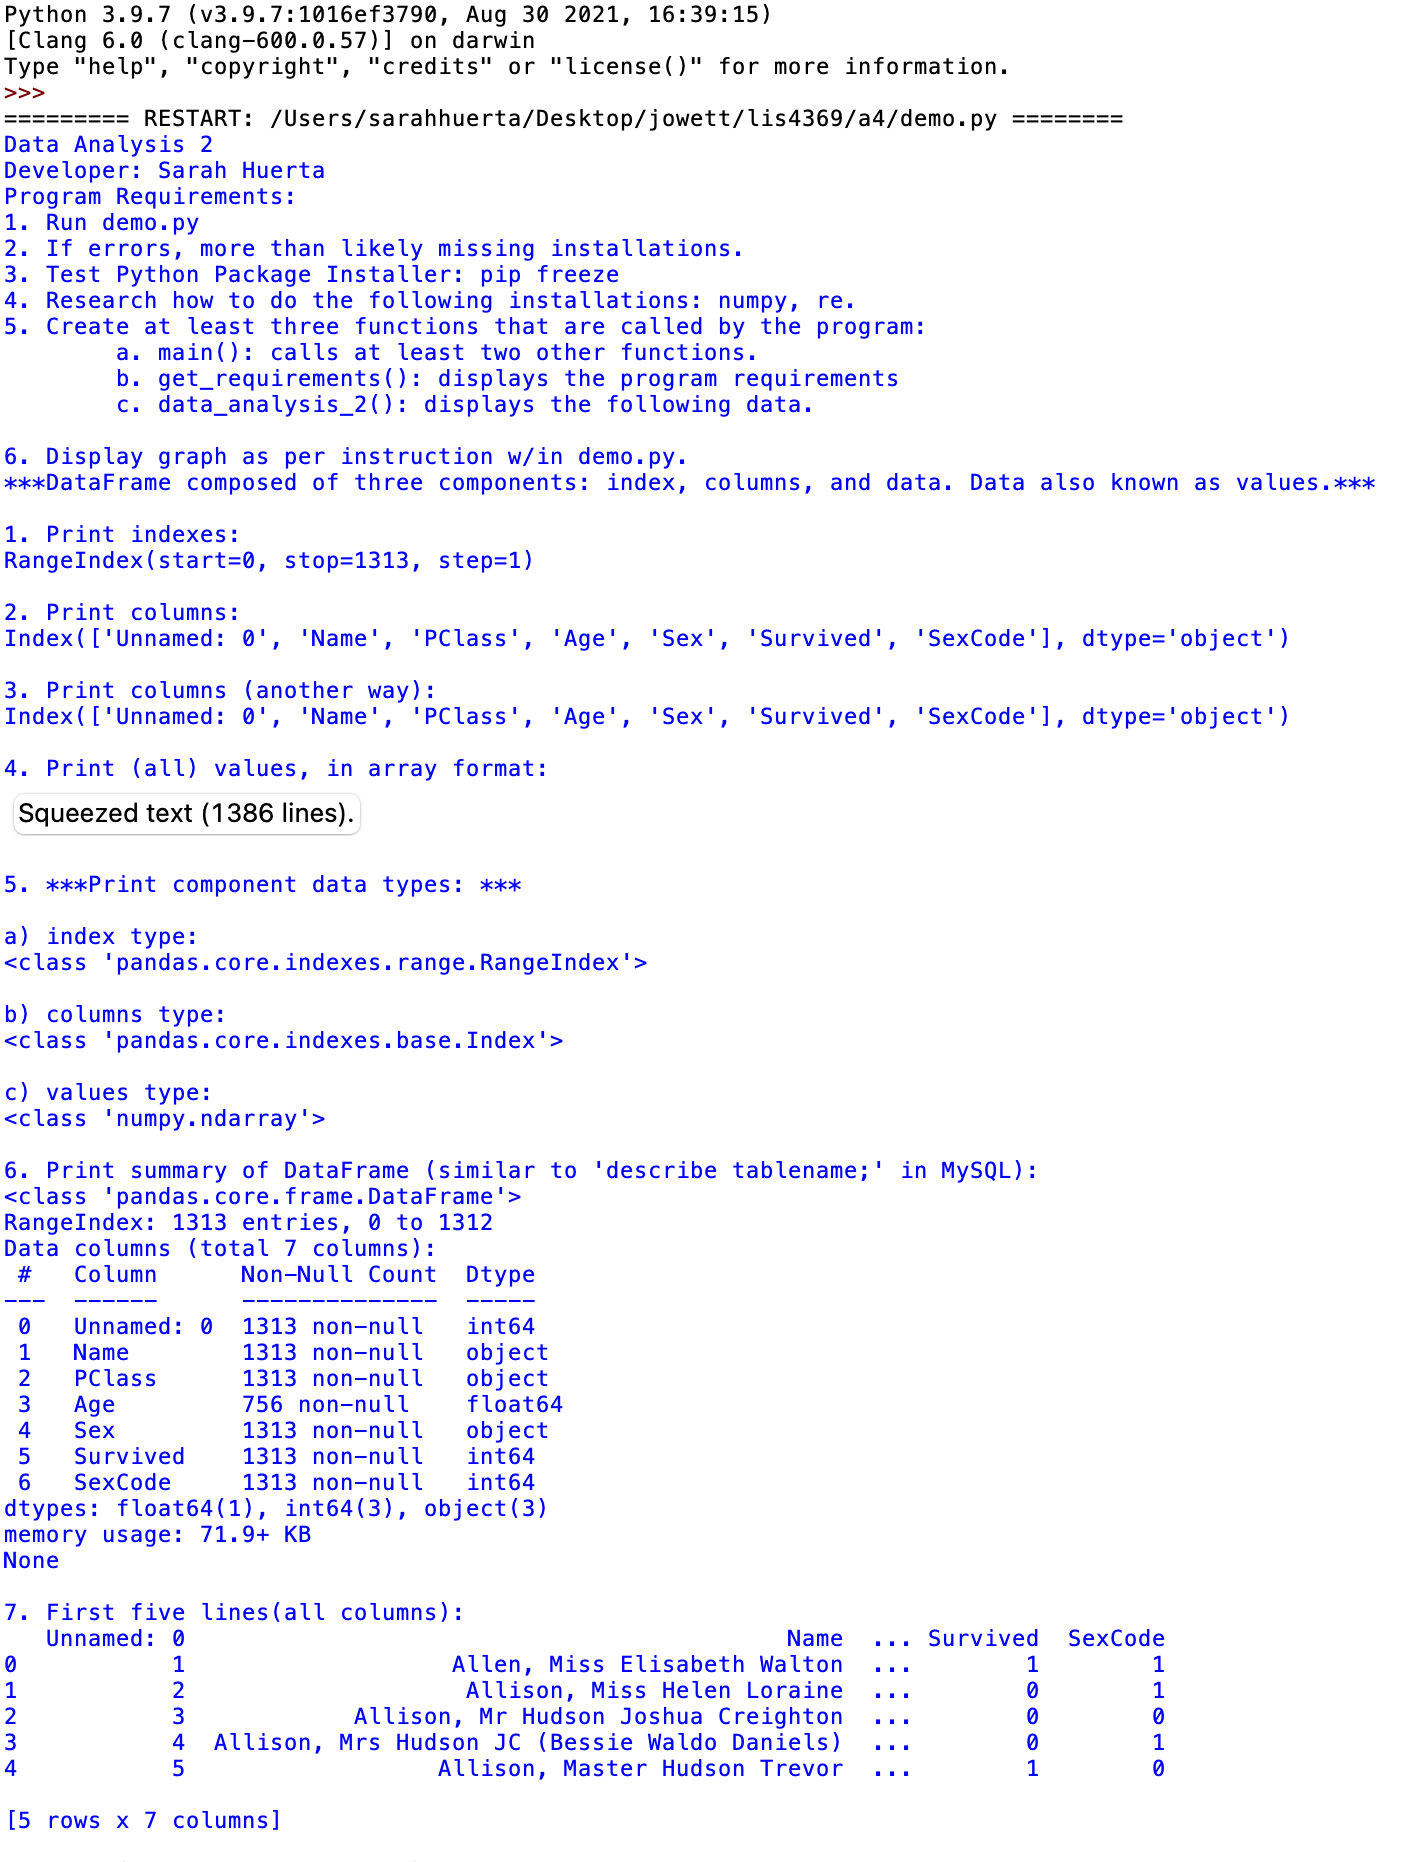 Python 3.9.7 (v3.9.7:1016ef3790, Aug 30 2021, 16:39:15)
[Clang 6.0 (clang-600.0.57)] on darwin
Type "help", "copyright", "credits" or "license()" for more information.
>>>
========= RESTART: /Users/sarahhuerta/Desktop/jowett/lis4369/a4/demo.py ========
Data Analysis 2
Developer: Sarah Huerta
Program Requirements:
1. Run demo.py
2. If errors, more than likely missing installations.
3. Test Python Package Installer: pip freeze
4. Research how to do the following installations: numpy, re.
5. Create at least three functions that are called by the program:
        a. main(): calls at least two other functions.
        b. get_requirements(): displays the program requirements
        c. data_analysis_2(): displays the following data.

6. Display graph as per instruction w/in demo.py.
***DataFrame composed of three components: index, columns, and data. Data also known as values.***

1. Print indexes:
RangeIndex(start=0, stop=1313, step=1)

2. Print columns:
Index(['Unnamed: 0', 'Name', 'PClass', 'Age', 'Sex', 'Survived', 'SexCode'], dtype='object')

3. Print columns (another way):
Index(['Unnamed: 0', 'Name', 'PClass', 'Age', 'Sex', 'Survived', 'SexCode'], dtype='object')

4. Print (all) values, in array format:
Squeezed text (1386 lines).

5. ***Print component data types: ***

a) index type:
<class 'pandas.core.indexes.range.RangeIndex'>

b) columns type:
<class 'pandas.core.indexes.base.Index'>

c) values type:
<class 'numpy.ndarray'>

6. Print summary of DataFrame (similar to 'describe tablename;' in MySQL):
<class 'pandas.core.frame.DataFrame'>
RangeIndex: 1313 entries, 0 to 1312
Data columns (total 7 columns):
 #   Column      Non-Null Count  Dtype
---  ------      --------------  -----
 0   Unnamed: 0  1313 non-null   int64
 1   Name        1313 non-null   object
 2   PClass      1313 non-null   object
 3   Age         756 non-null    float64
 4   Sex         1313 non-null   object
 5   Survived    1313 non-null   int64
 6   SexCode     1313 non-null   int64
dtypes: float64(1), int64(3), object(3)
memory usage: 71.9+ KB
None

7. First five lines(all columns):
   Unnamed: 0                                           Name  ... Survived  SexCode
0           1                   Allen, Miss Elisabeth Walton  ...        1        1
1           2                    Allison, Miss Helen Loraine  ...        0        1
2           3            Allison, Mr Hudson Joshua Creighton  ...        0        0
3           4  Allison, Mrs Hudson JC (Bessie Waldo Daniels)  ...        0        1
4           5                  Allison, Master Hudson Trevor  ...        1        0

[5 rows x 7 columns]